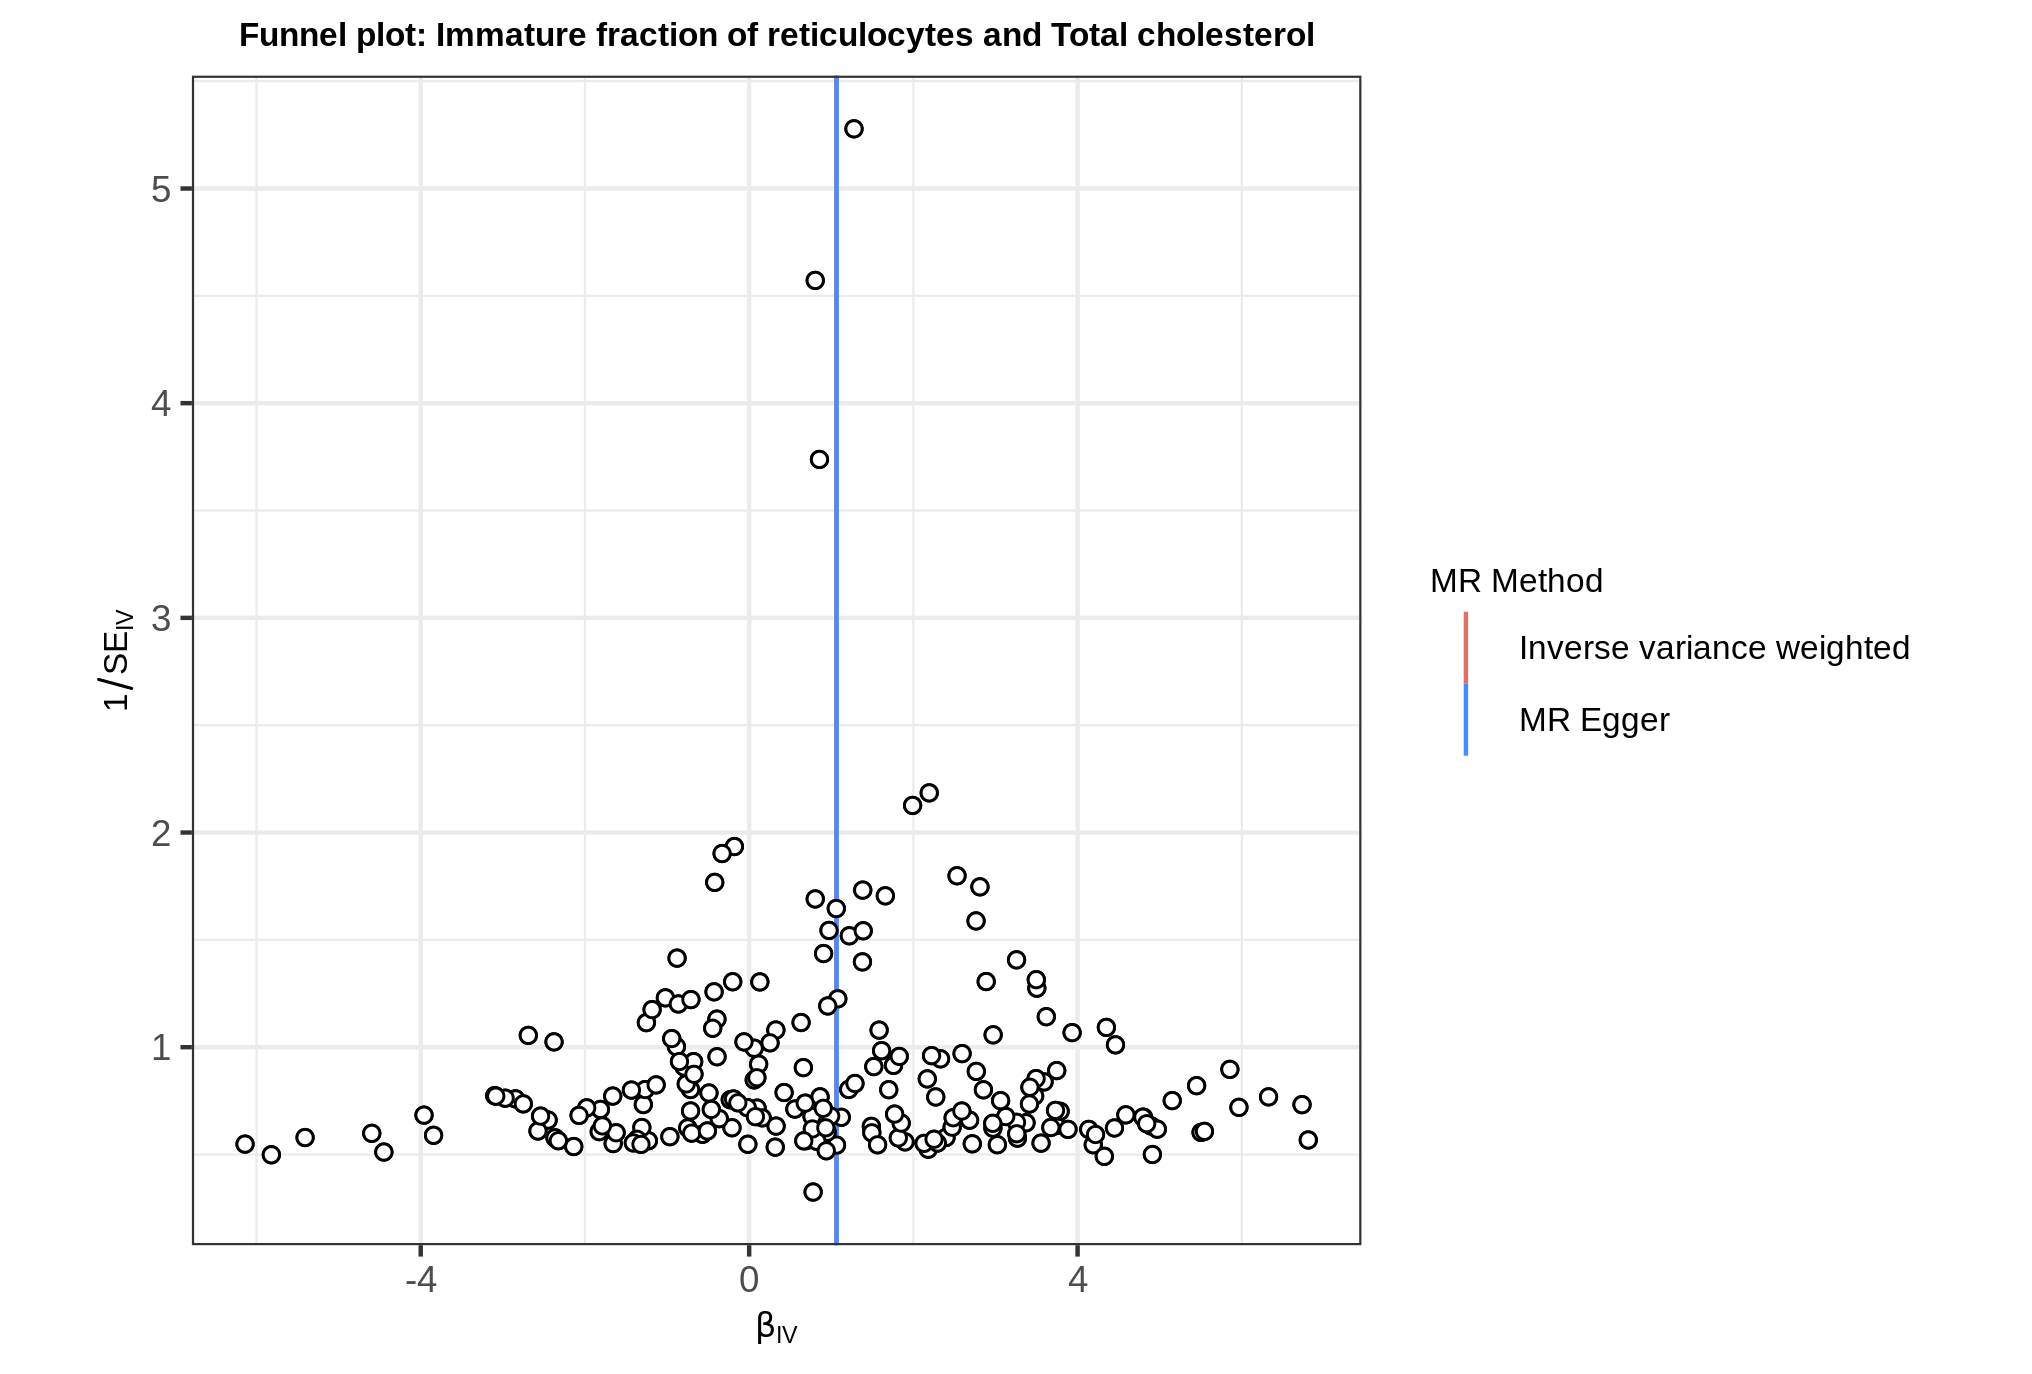 Funnel plot: Immature fraction of reticulocytes and Total cholesterol
5
4
3
2
1
1/SEIV
-4 0 4
βIV
MR Method
Inverse variance weighted
MR Egger